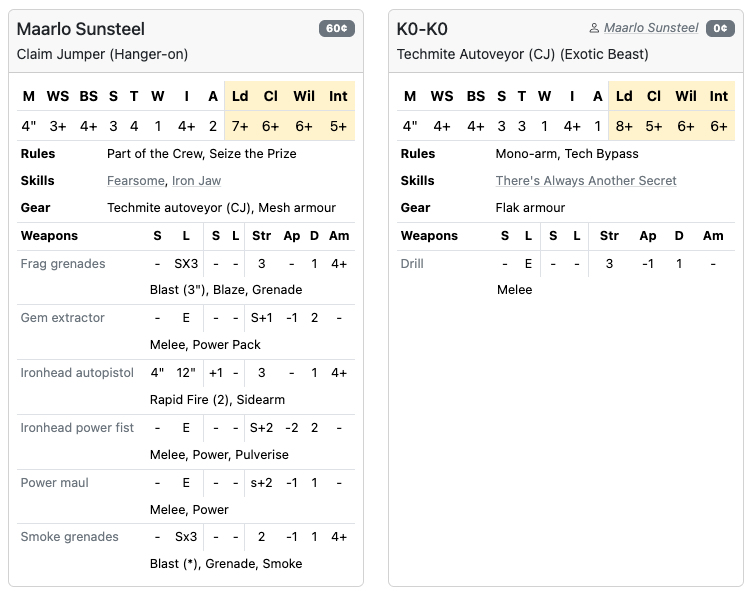 Maarlo Sunsteel 60¢
Claim Jumper (Hanger-on)
M WS BS S T W I A Ld Cl Wil Int
4" 3+ 4+ 3 4 1 4+ 2 7+ 6+ 6+ 5+
Rules Part of the Crew, Seize the Prize
Skills Fearsome, Iron Jaw
Gear Techmite autoveyor (CJ), Mesh armour
Weapons S L S L Str Ap D Am
Frag grenades - SX3 - - 3 - 1 4+
Blast (3"), Blaze, Grenade
Gem extractor - E - - S+1 -1 2 -
Melee, Power Pack
Ironhead autopistol 4" 12" +1 - 3 - 1 4+
Rapid Fire (2), Sidearm
Ironhead power fist - E - - S+2 -2 2 -
Melee, Power, Pulverise
Power maul - E - - s+2 -1 1 -
Melee, Power
Smoke grenades - Sx3 - - 2 -1 1 4+
Blast (*), Grenade, Smoke
K0-K0 Maarlo Sunsteel 0¢
Techmite Autoveyor (CJ) (Exotic Beast)
M WS BS S T W I A Ld Cl Wil Int
4" 4+ 4+ 3 3 1 4+ 1 8+ 5+ 6+ 6+
Rules Mono-arm, Tech Bypass
Skills There's Always Another Secret
Gear Flak armour
Weapons S L S L Str Ap D Am
Drill - E - - 3 -1 1 -
Melee